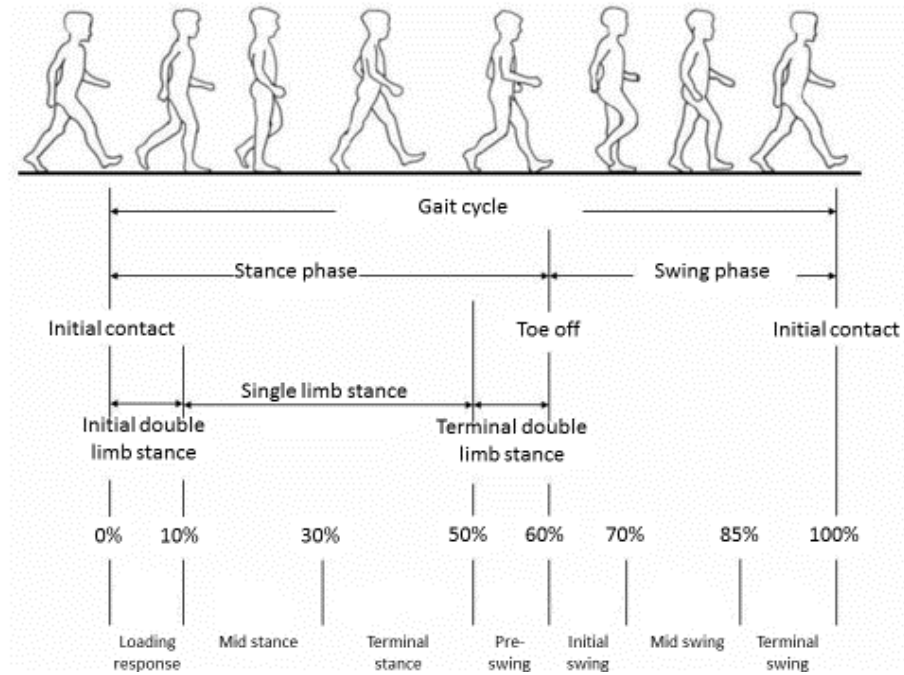 Gait cycle
Stance phase
Swing phase
Initial contact
Toe off
Initial contact
Single limb stance
Initial double
limb stance
Terminal double
limb stance
0%
10%
30%
50%
60%
70%
85%
100%
Loading
response
Mid stance
Terminal
stance
Pre-
swing
Initial
swing
Mid swing
Terminal
swing